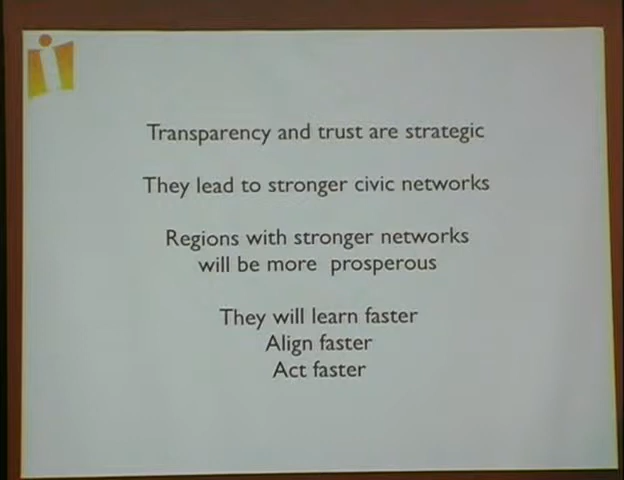 Transparency and trust are strategic
They lead to stronger civic networks
Regions with stronger networks
will be more prosperous
They will learn faster
Align faster
Act faster